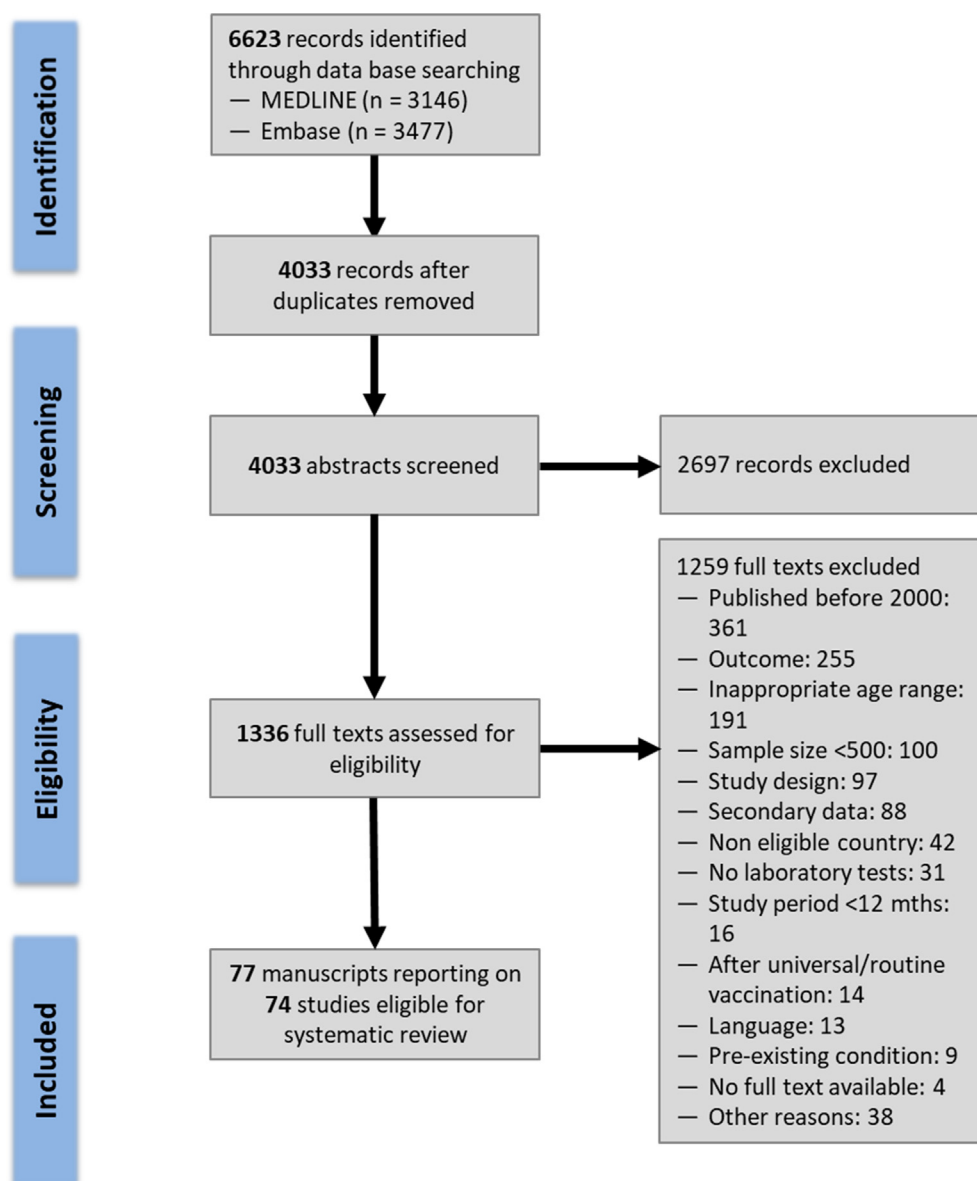 Identification
6623 records identified
through data base searching
— MEDLINE (n = 3146)
— Embase (n = 3477)
4033 records after
duplicates removed
Screening
4033 abstracts screened
2697 records excluded
Eligibility
1336 full texts assessed for
eligibility
1259 full texts excluded
— Published before 2000:
361
— Outcome: 255
— Inappropriate age range:
191
— Sample size <500: 100
— Study design: 97
— Secondary data: 88
— Non eligible country: 42
— No laboratory tests: 31
— Study period <12 mths:
16
— After universal/routine
vaccination: 14
— Language: 13
— Pre-existing condition: 9
— No full text available: 4
— Other reasons: 38
Included
77 manuscripts reporting on
74 studies eligible for
systematic review